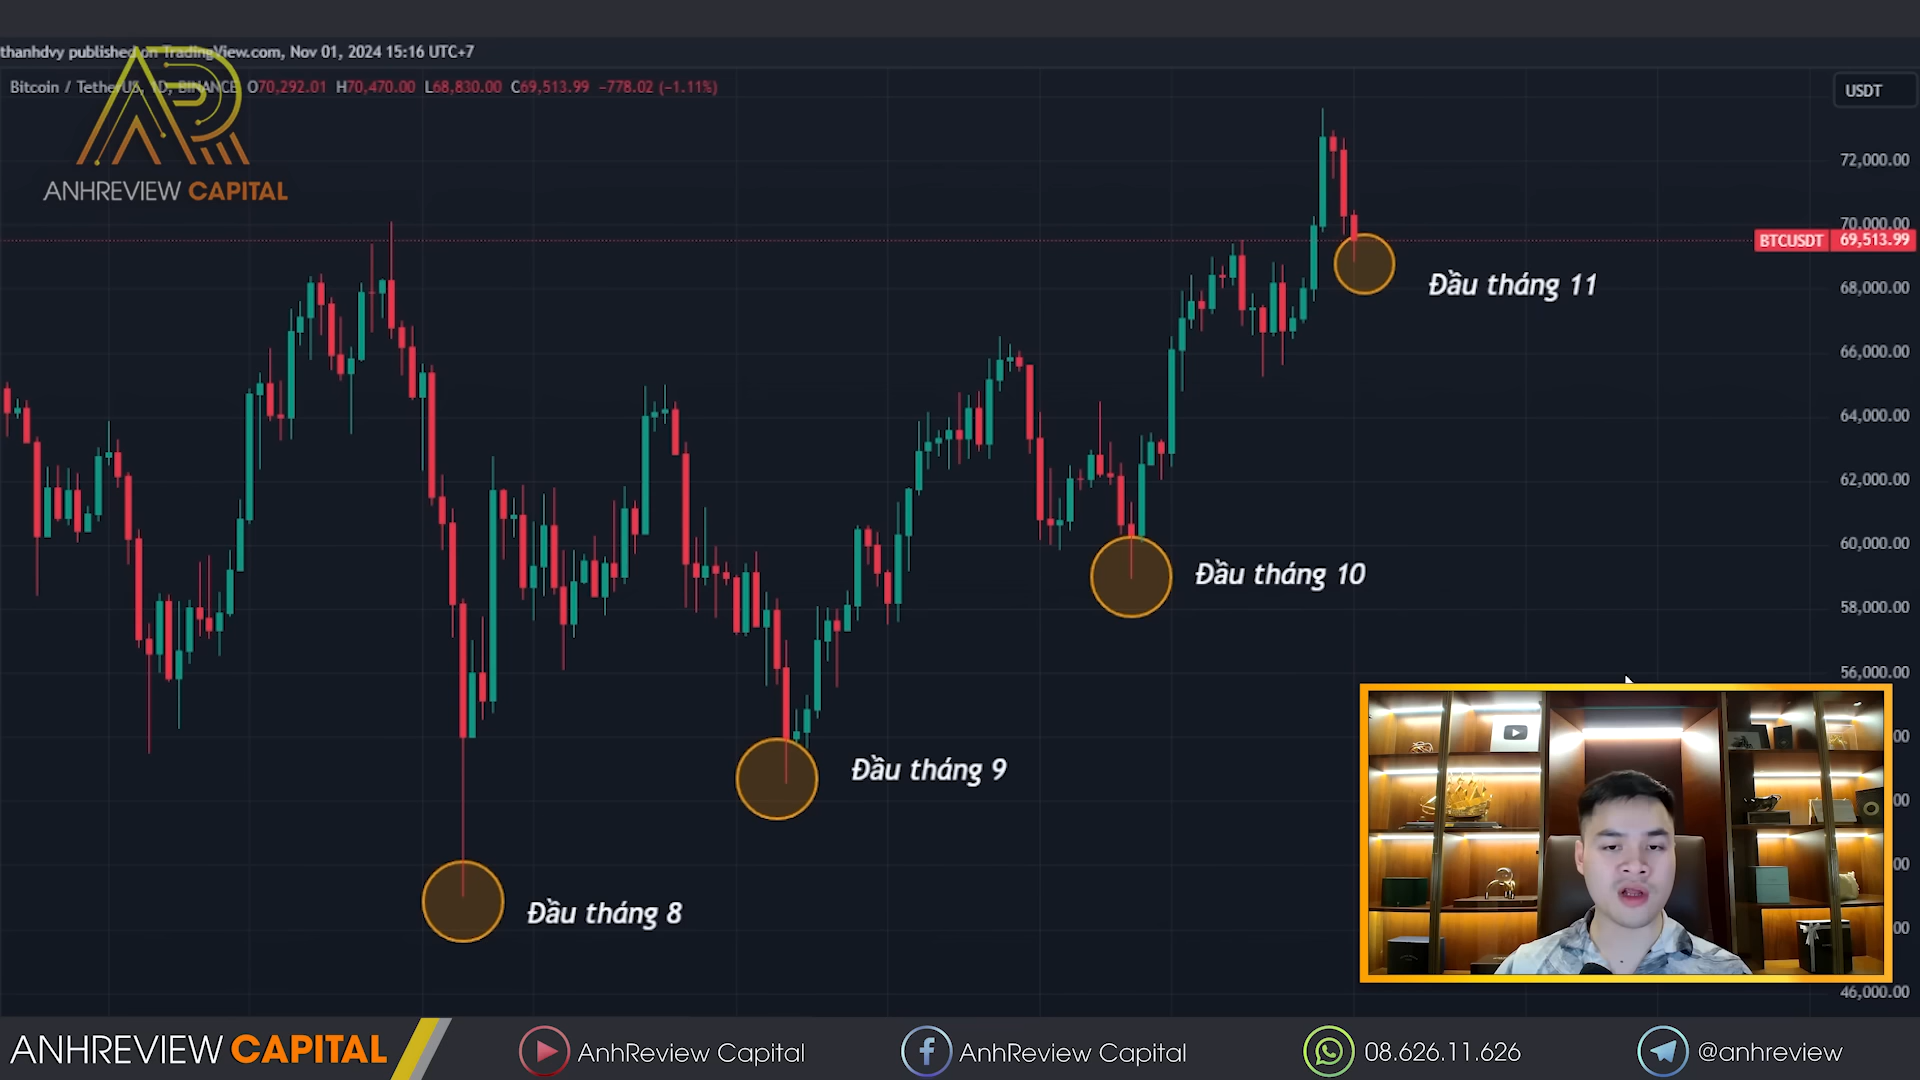 thanhdvy published on TradingView.com, Nov 01, 2024 15:16 UTC+7
Bitcoin / TetherUS, 1D, BINANCE O70,292.01 H70,470.00 L68,830.00 C69,513.99 −778.02 (−1.11%)
USDT
ANHREVIEW CAPITAL
72,000.00
70,000.00
BTCUSDT 69,513.99
68,000.00
66,000.00
64,000.00
62,000.00
60,000.00
58,000.00
56,000.00
46,000.00
Đầu tháng 11
Đầu tháng 10
Đầu tháng 9
Đầu tháng 8
ANHREVIEW CAPITAL
AnhReview Capital
AnhReview Capital
08.626.11.626
@anhreview